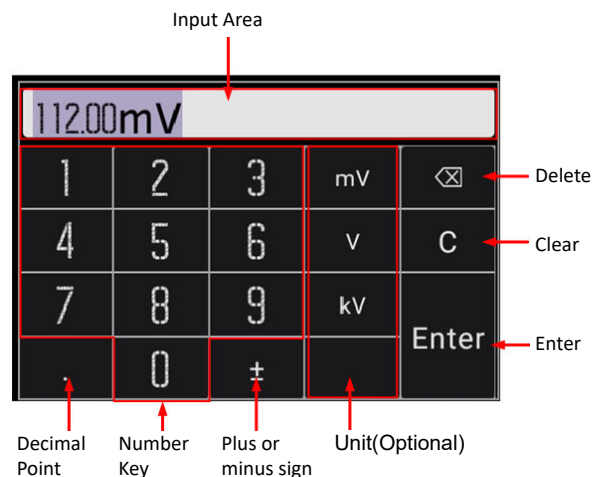 Input Area
112.00mV
1 2 3 mV ⌫ Delete
4 5 6 V C Clear
7 8 9 kV
Enter Enter
. 0 ±
Decimal Point
Number Key
Plus or minus sign
Unit(Optional)